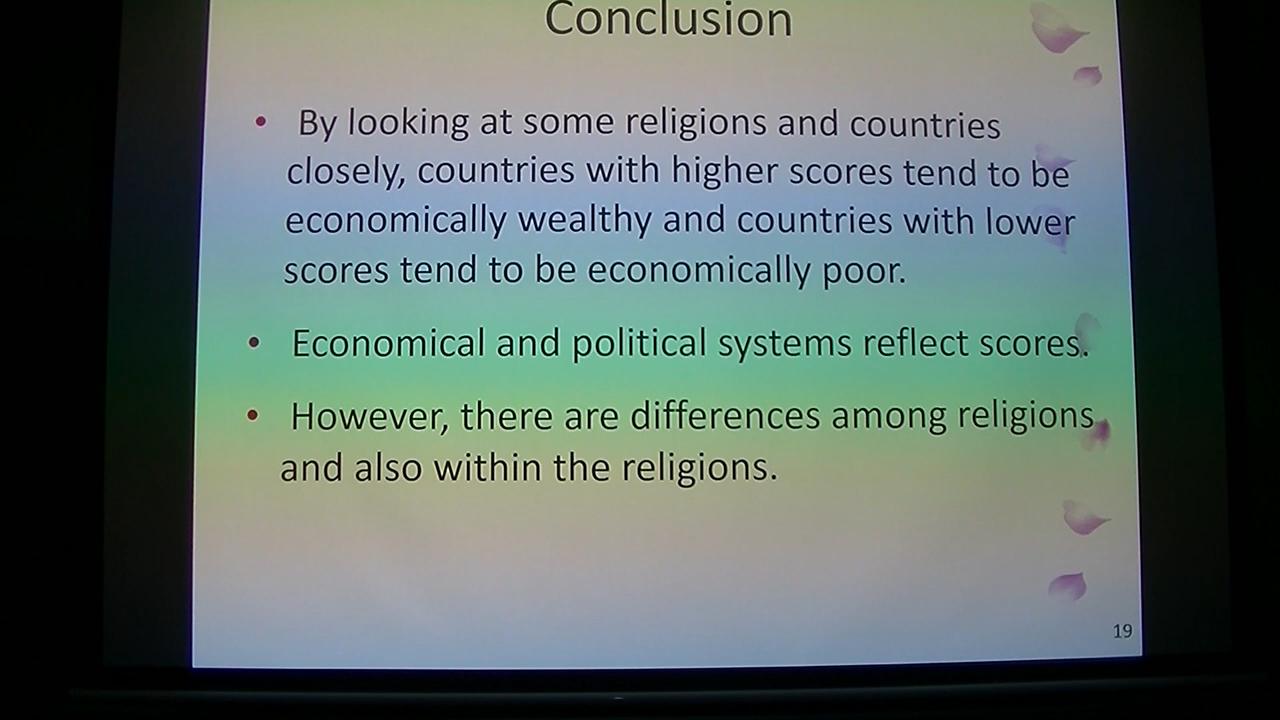 Conclusion
• By looking at some religions and countries
closely, countries with higher scores tend to be
economically wealthy and countries with lower
scores tend to be economically poor.
• Economical and political systems reflect scores.
• However, there are differences among religions
and also within the religions.
19